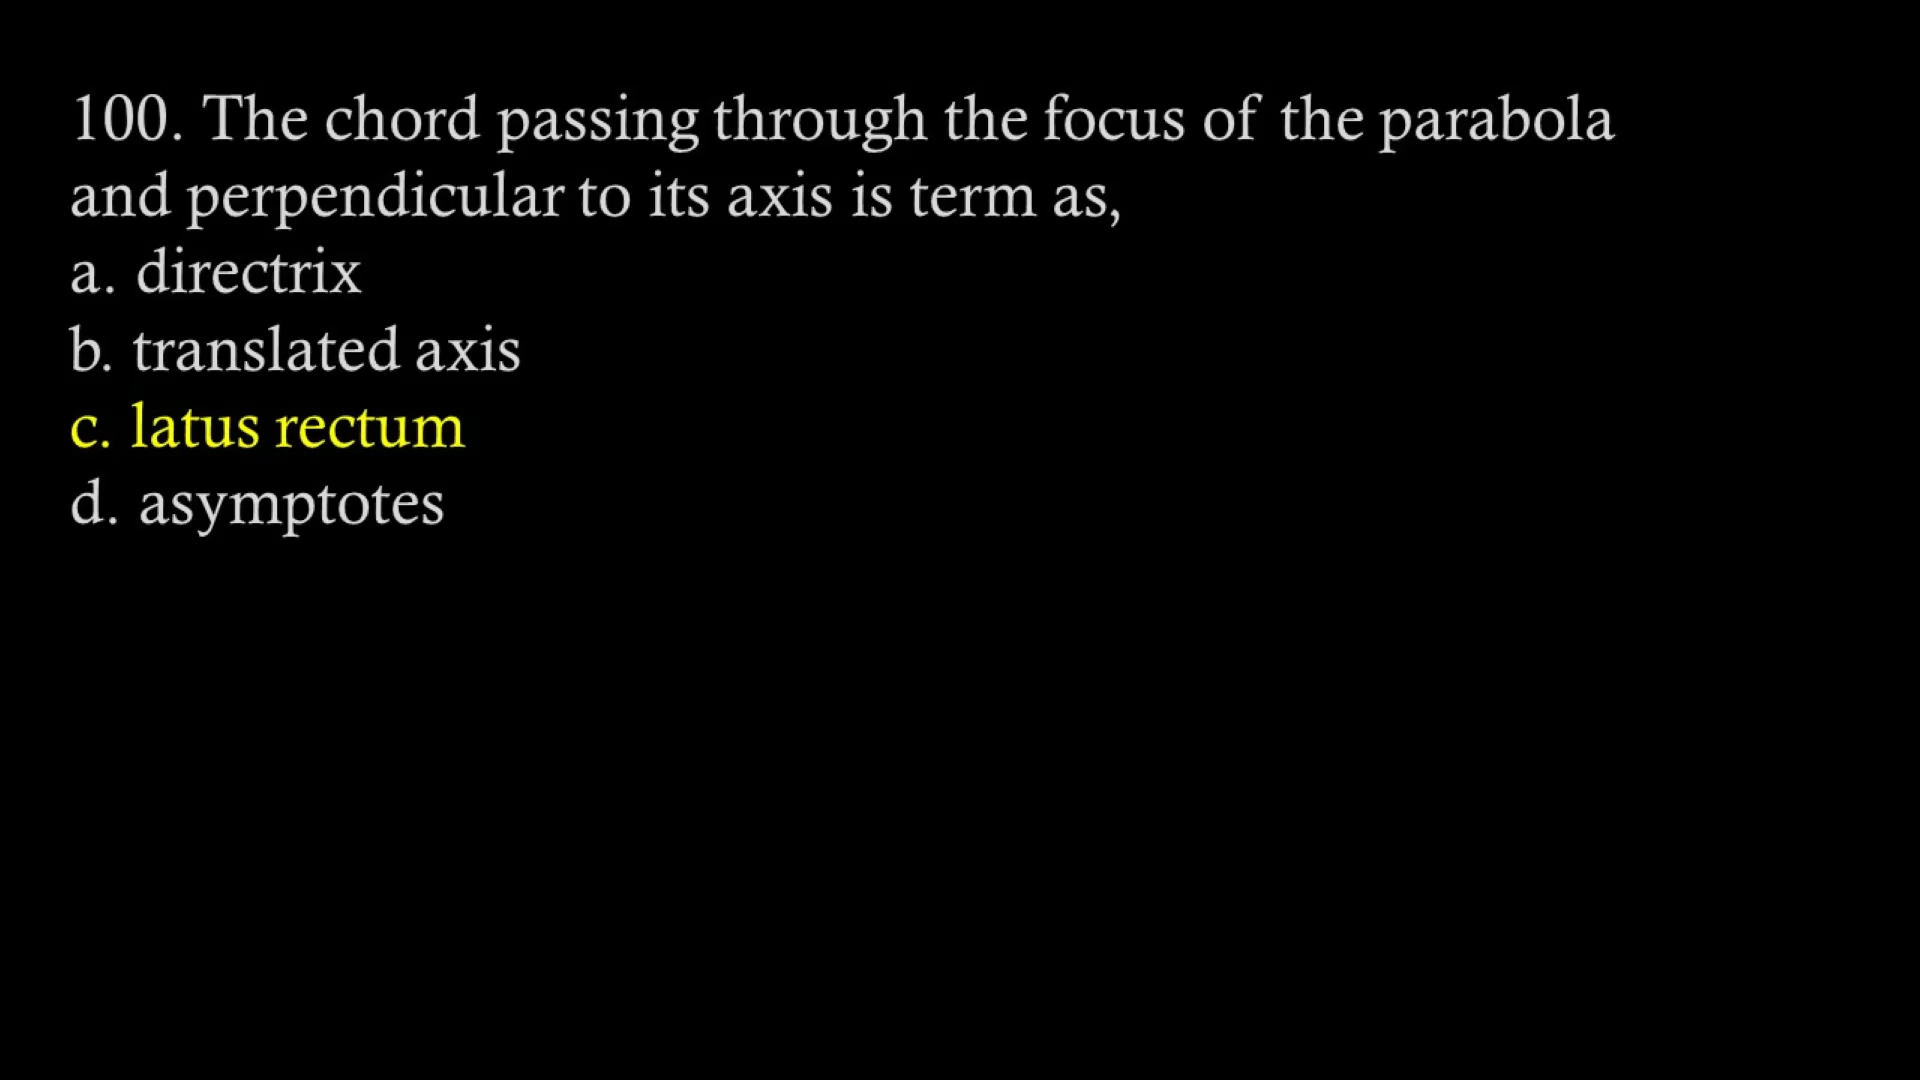 100. The chord passing through the focus of the parabola
and perpendicular to its axis is term as,
a. directrix
b. translated axis
c. latus rectum
d. asymptotes